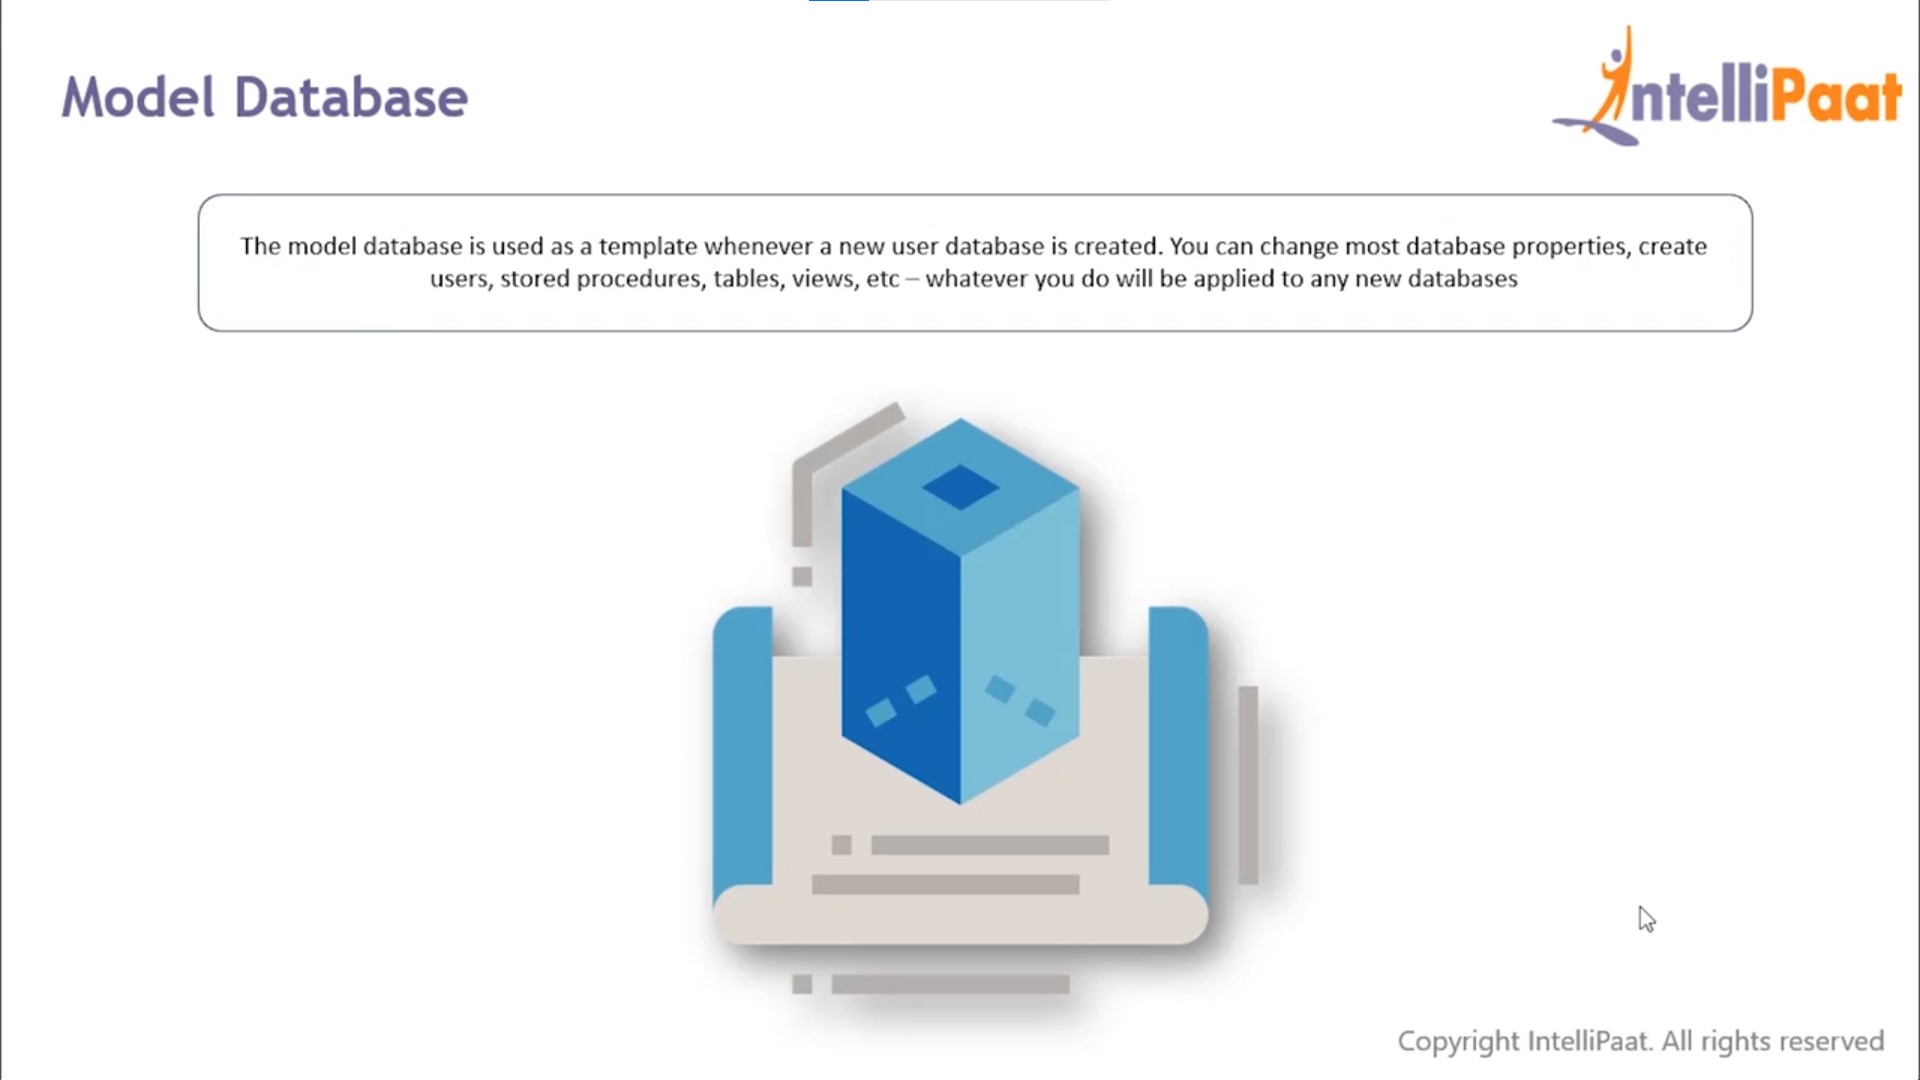 Model Database
IntelliPaat
The model database is used as a template whenever a new user database is created. You can change most database properties, create
users, stored procedures, tables, views, etc – whatever you do will be applied to any new databases
Copyright IntelliPaat. All rights reserved